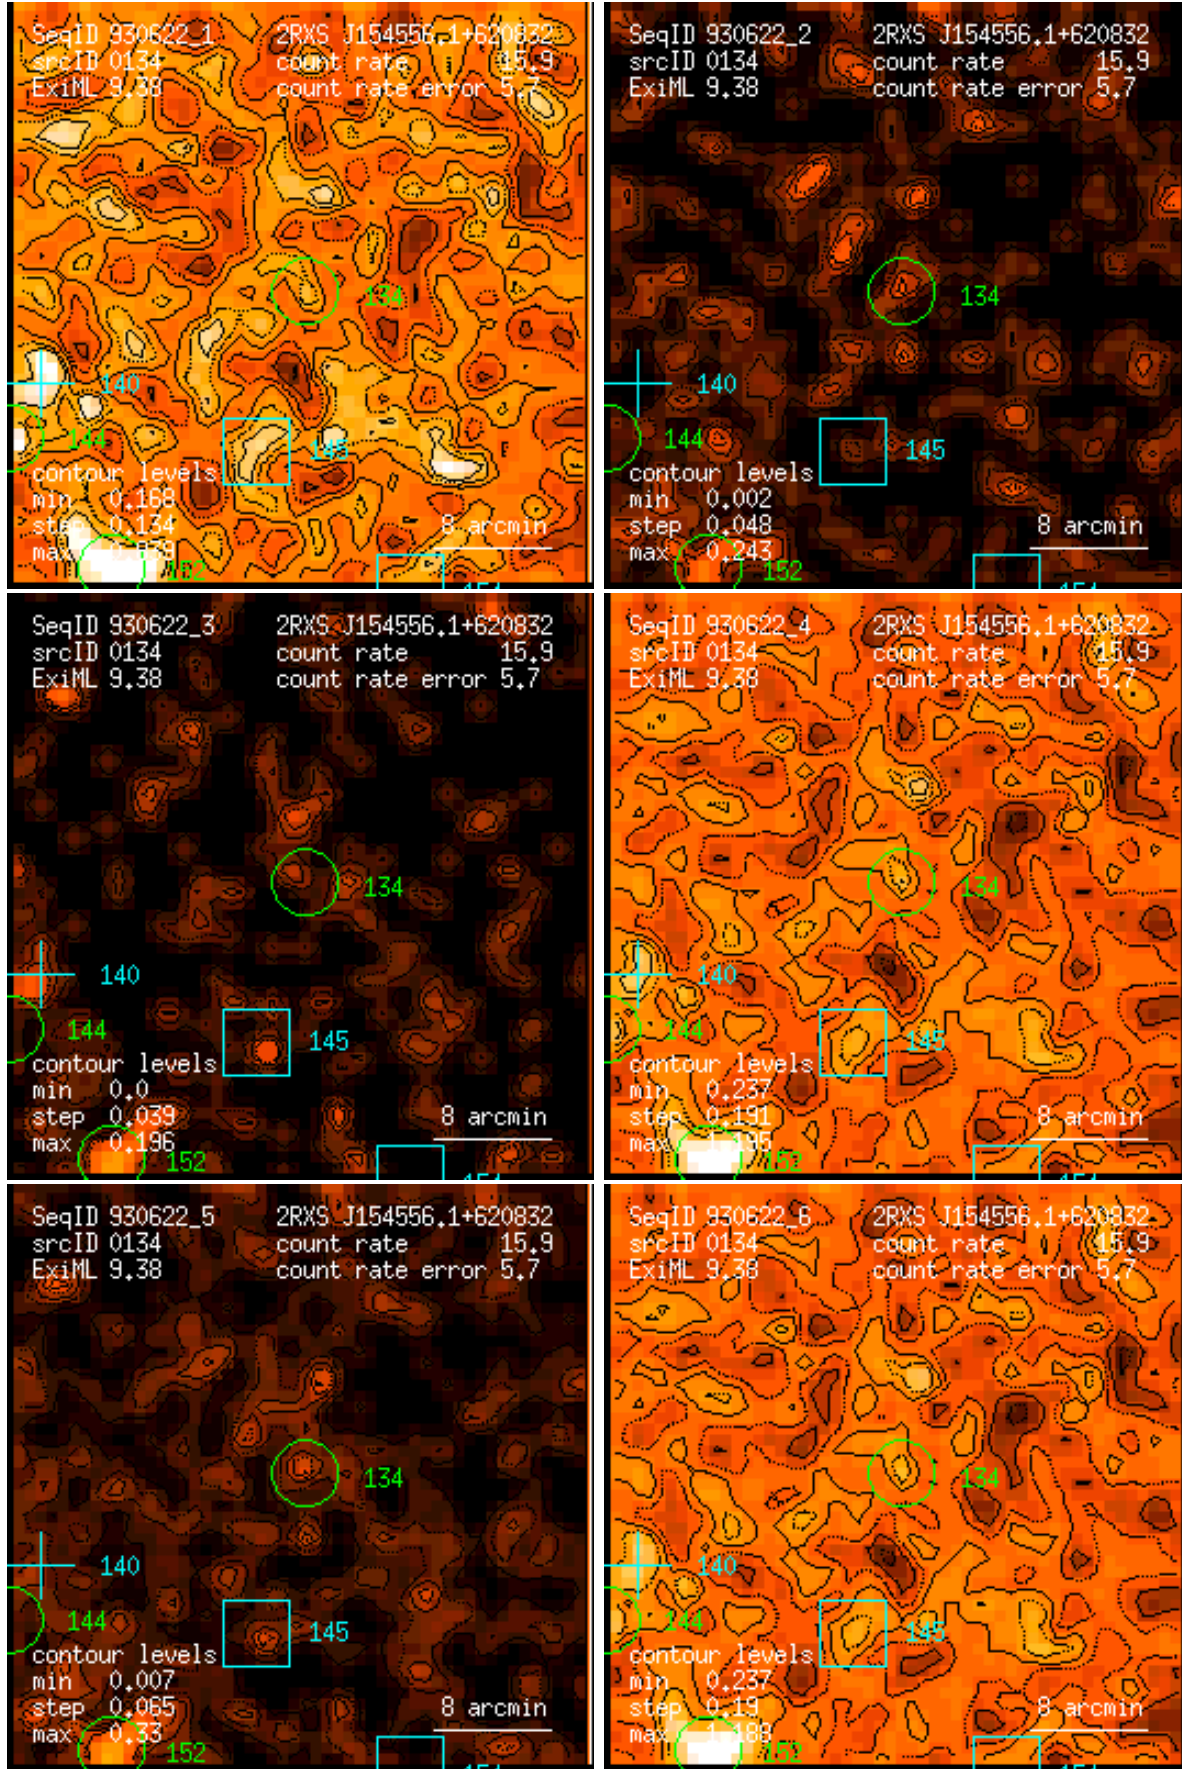 SeqID 930622_1 2RXS J154556.1+620832
srcID 0134 count rate 15.9
ExiML 9.38 count rate error 5.7
134
140
144
145
contour levels
min 0.168
step 0.134
max
8 arcmin
152
SeqID 930622_2 2RXS J154556.1+620832
srcID 0134 count rate 15.9
ExiML 9.38 count rate error 5.7
134
140
144
145
contour levels
min 0.002
step 0.048
max 0.243
8 arcmin
152
SeqID 930622_3 2RXS J154556.1+620832
srcID 0134 count rate 15.9
ExiML 9.38 count rate error 5.7
134
140
144
145
contour levels
min 0.0
step 0.039
max 0.196
8 arcmin
152
SeqID 930622_4 2RXS J154556.1+620832
srcID 0134 count rate 15.9
ExiML 9.38 count rate error 5.7
134
140
144
145
contour levels
min 0.237
step 0.191
max 1.195
8 arcmin
152
SeqID 930622_5 2RXS J154556.1+620832
srcID 0134 count rate 15.9
ExiML 9.38 count rate error 5.7
134
140
144
145
contour levels
min 0.007
step 0.065
max 0.33
8 arcmin
152
SeqID 930622_6 2RXS J154556.1+620832
srcID 0134 count rate 15.9
ExiML 9.38 count rate error 5.7
134
140
144
145
contour levels
min 0.237
step 0.19
max 1.188
8 arcmin
152